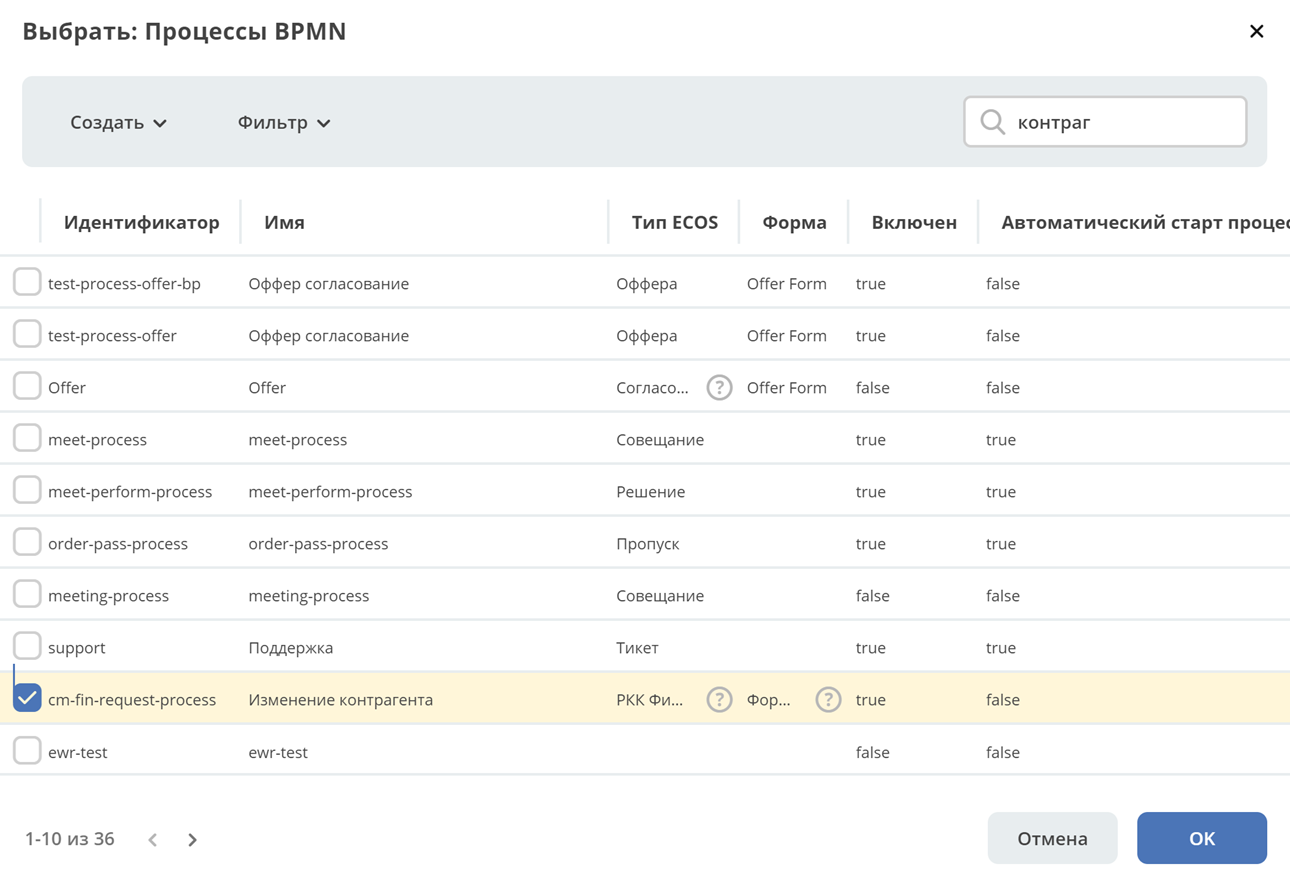 Выбрать: Процессы BPMN
Создать Фильтр контраг
Идентификатор Имя Тип ECOS Форма Включен Автоматический старт процес
test-process-offer-bp Оффер согласование Оффера Offer Form true false
test-process-offer Оффер согласование Оффера Offer Form true false
Offer Offer Согласо... ? Offer Form false false
meet-process meet-process Совещание true true
meet-perform-process meet-perform-process Решение true true
order-pass-process order-pass-process Пропуск true true
meeting-process meeting-process Совещание false false
support Поддержка Тикет true true
cm-fin-request-process Изменение контрагента РКК Фи... ? Фор... ? true false
ewr-test ewr-test false false
1-10 из 36 Отмена OK